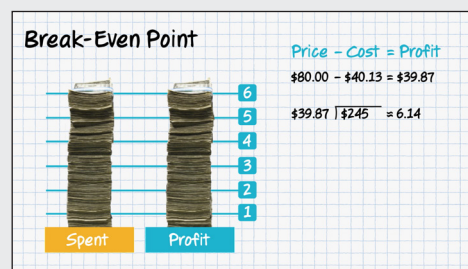 Break-Even Point
Price - Cost = Profit
$80.00 - $40.13 = $39.87
$39.87 $245 = 6.14
6
5
4
3
2
1
Spent
Profit